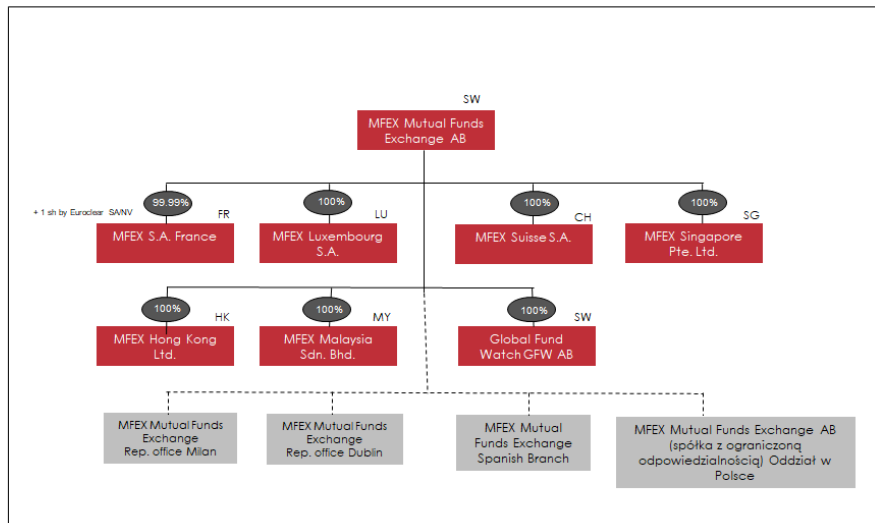 SW
MFEX Mutual Funds
Exchange AB
+ 1 sh by Euroclear SA/NV
99.99%
FR
MFEX S.A. France
100%
LU
MFEX Luxembourg
S.A.
100%
CH
MFEX Suisse S.A.
100%
SG
MFEX Singapore
Pte. Ltd.
100%
HK
MFEX Hong Kong
Ltd.
100%
MY
MFEX Malaysia
Sdn. Bhd.
100%
SW
Global Fund
Watch GFW AB
MFEX Mutual Funds
Exchange
Rep. office Milan
MFEX Mutual Funds
Exchange
Rep. office Dublin
MFEX Mutual
Funds Exchange
Spanish Branch
MFEX Mutual Funds Exchange AB
(spółka z ograniczoną
odpowiedzialnością) Oddział w
Polsce